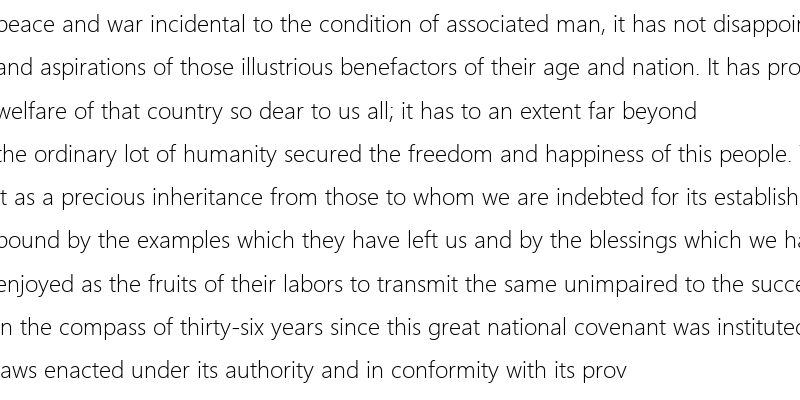 peace and war incidental to the condition of associated man, it has not disappoin
and aspirations of those illustrious benefactors of their age and nation. It has pro
welfare of that country so dear to us all; it has to an extent far beyond
the ordinary lot of humanity secured the freedom and happiness of this people.
t as a precious inheritance from those to whom we are indebted for its establish
bound by the examples which they have left us and by the blessings which we ha
enjoyed as the fruits of their labors to transmit the same unimpaired to the succe
n the compass of thirty-six years since this great national covenant was instituted
aws enacted under its authority and in conformity with its prov